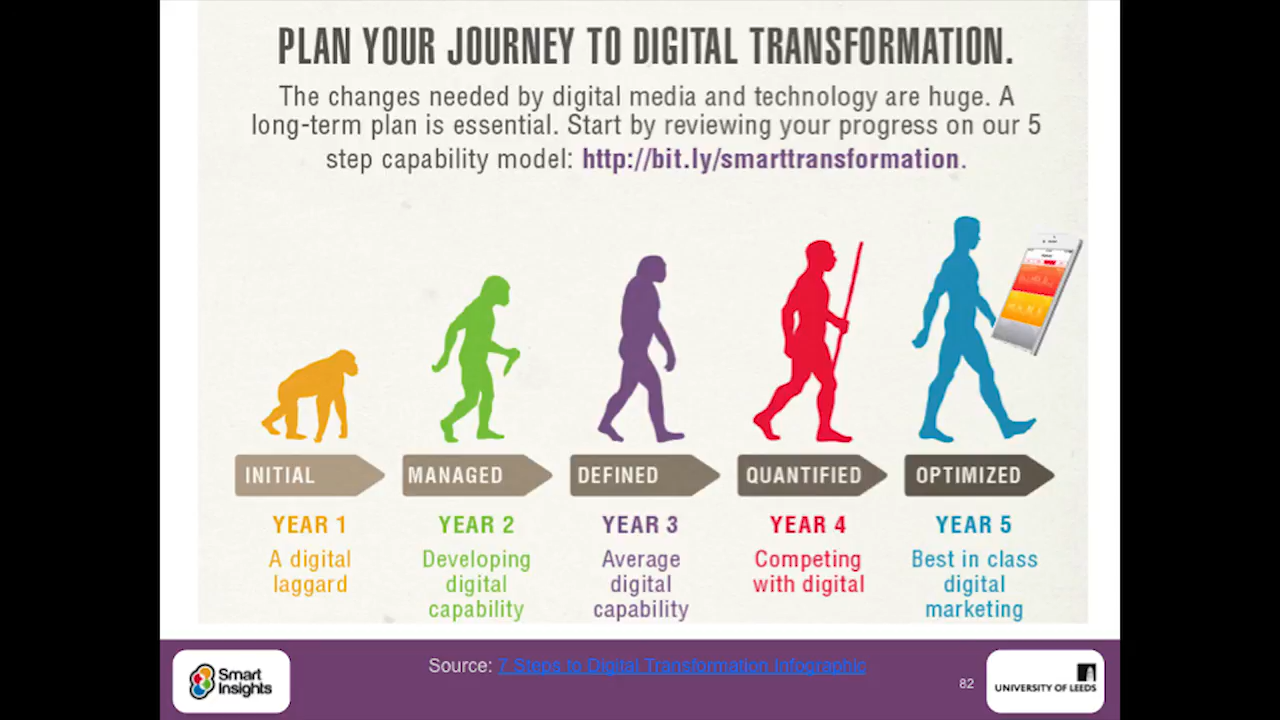 PLAN YOUR JOURNEY TO DIGITAL TRANSFORMATION.
The changes needed by digital media and technology are huge. A
long-term plan is essential. Start by reviewing your progress on our 5
step capability model: http://bit.ly/smarttransformation.
INITIAL
MANAGED
DEFINED
QUANTIFIED
OPTIMIZED
YEAR 1
A digital
laggard
YEAR 2
Developing
digital
capability
YEAR 3
Average
digital
capability
YEAR 4
Competing
with digital
YEAR 5
Best in class
digital
marketing
Smart
Insights
Source: 7 Steps to Digital Transformation Infographic
82
UNIVERSITY OF LEEDS